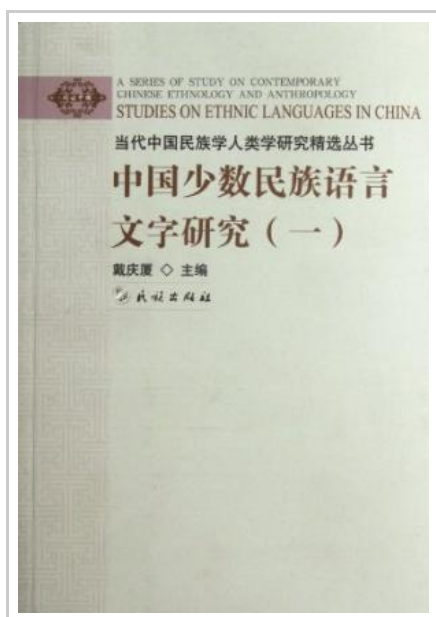 A SERIES OF STUDY ON CONTEMPORARY
CHINESE ETHNOLOGY AND ANTHROPOLOGY
STUDIES ON ETHNIC LANGUAGES IN CHINA
当代中国民族学人类学研究精选丛书
中国少数民族语言
文字研究（一）
戴庆厦 ◇ 主编
民族出版社